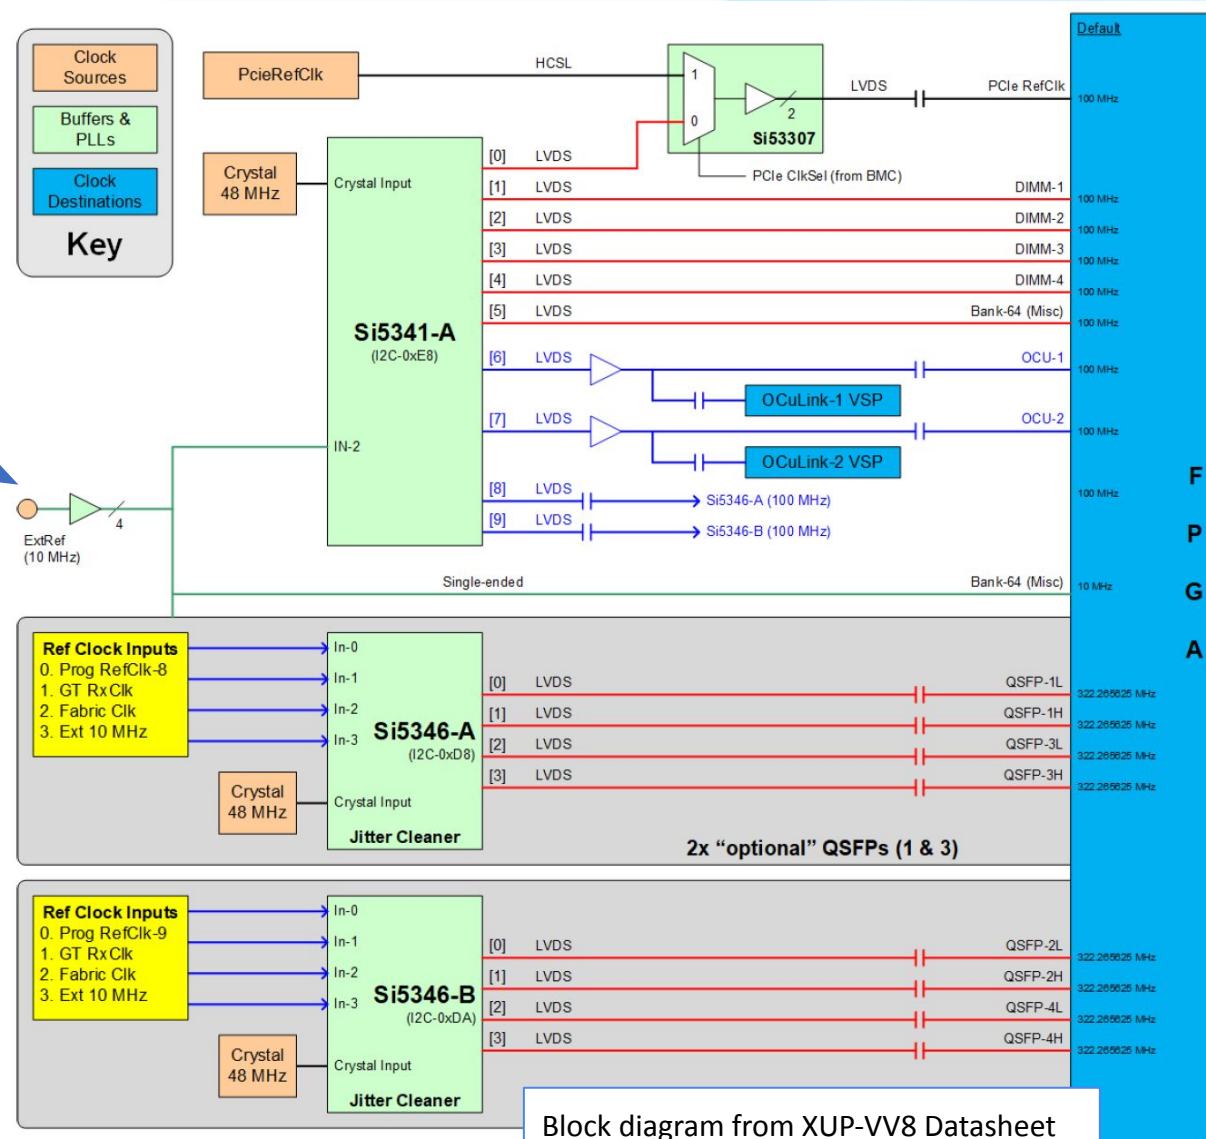 Clock
Sources
Buffers &
PLLs
Clock
Destinations
Key
PcieRefClk
HCSL
1
0
2
Si53307
LVDS
PCIe RefClk
PCIe ClkSel (from BMC)
Default
100 MHz
Crystal
48 MHz
Crystal Input
Si5341-A
(I2C-0xE8)
IN-2
[0] LVDS
[1] LVDS
DIMM-1
100 MHz
[2] LVDS
DIMM-2
100 MHz
[3] LVDS
DIMM-3
100 MHz
[4] LVDS
DIMM-4
100 MHz
[5] LVDS
Bank-64 (Misc)
100 MHz
[6] LVDS
OCU-1
100 MHz
OCuLink-1 VSP
[7] LVDS
OCU-2
100 MHz
OCuLink-2 VSP
[8] LVDS
Si5346-A (100 MHz)
100 MHz
[9] LVDS
Si5346-B (100 MHz)
4
ExtRef
(10 MHz)
Single-ended
Bank-64 (Misc)
10 MHz
F
P
G
A
Ref Clock Inputs
0. Prog RefClk-8
1. GT RxClk
2. Fabric Clk
3. Ext 10 MHz
In-0
In-1
In-2
In-3
Si5346-A
(I2C-0xD8)
Crystal
48 MHz
Crystal Input
Jitter Cleaner
[0] LVDS
QSFP-1L
322.265625 MHz
[1] LVDS
QSFP-1H
322.265625 MHz
[2] LVDS
QSFP-3L
322.265625 MHz
[3] LVDS
QSFP-3H
322.265625 MHz
2x “optional” QSFPs (1 & 3)
Ref Clock Inputs
0. Prog RefClk-9
1. GT RxClk
2. Fabric Clk
3. Ext 10 MHz
In-0
In-1
In-2
In-3
Si5346-B
(I2C-0xDA)
Crystal
48 MHz
Crystal Input
Jitter Cleaner
[0] LVDS
QSFP-2L
322.265625 MHz
[1] LVDS
QSFP-2H
322.265625 MHz
[2] LVDS
QSFP-4L
322.265625 MHz
[3] LVDS
QSFP-4H
322.265625 MHz
Block diagram from XUP-VV8 Datasheet